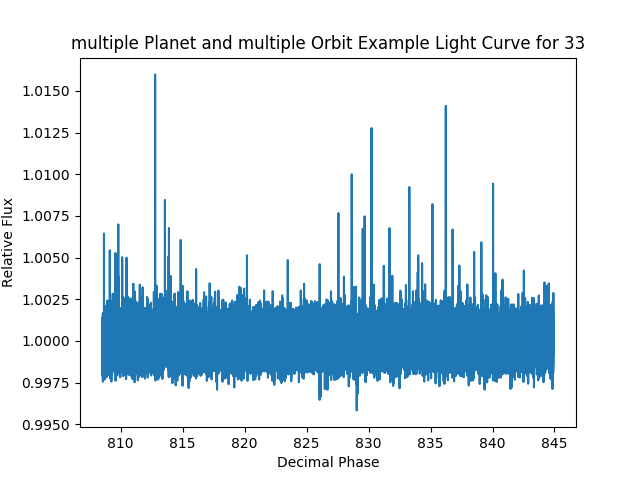 multiple Planet and multiple Orbit Example Light Curve for 33
1.0150
1.0125
1.0100
1.0075
1.0050
1.0025
1.0000
0.9975
0.9950
Relative Flux
810 815 820 825 830 835 840 845
Decimal Phase